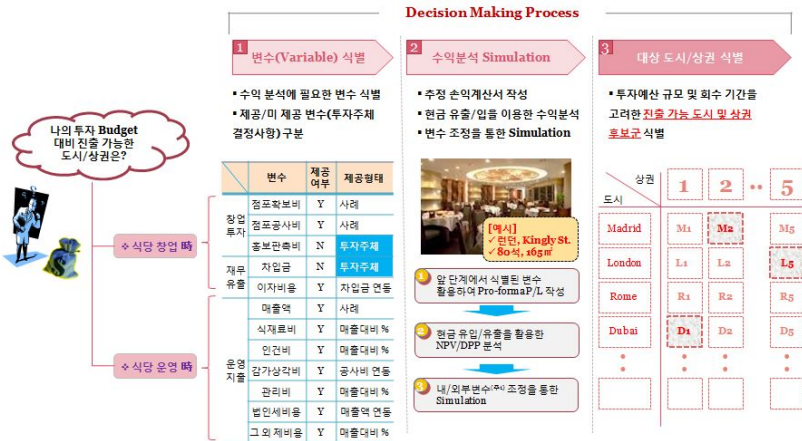 Decision Making Process
1
변수(Variable) 식별
▪ 수익 분석에 필요한 변수 식별
▪ 제공/미 제공 변수(투자주체
결정사항) 구분
2
수익분석 Simulation
▪ 추정 손익계산서 작성
▪ 현금 유출/입을 이용한 수익분석
▪ 변수 조정을 통한 Simulation
3
대상 도시/상권 식별
▪ 투자예산 규모 및 회수 기간을
고려한 진출 가능 도시 및 상권
후보군 식별
나의 투자 Budget
대비 진출 가능한
도시/상권은?
❖ 식당 창업 時
❖ 식당 운영 時
변수 제공여부 제공형태
창업투자
점포확보비 Y 사례
점포공사비 Y 사례
홍보판촉비 N 투자주체
재무유출
차입금 N 투자주체
이자비용 Y 차입금 연동
운영지출
매출액 Y 사례
식재료비 Y 매출대비 %
인건비 Y 매출대비 %
감가상각비 Y 공사비 연동
관리비 Y 매출대비 %
법인세비용 Y 매출액 연동
그외 제비용 Y 매출대비 %
[예시]
✓런던, Kingly St.
✓80석, 165㎡
1
앞 단계에서 식별된 변수
활용하여 Pro-forma P/L 작성
2
현금 유입/유출을 활용한
NPV/DPP 분석
3
내/외부변수(주1) 조정을 통한
Simulation
상권
도시
1 2 ·· 5
Madrid M1 M2 M5
London L1 L2 L5
Rome R1 R2 R5
Dubai D1 D2 D5